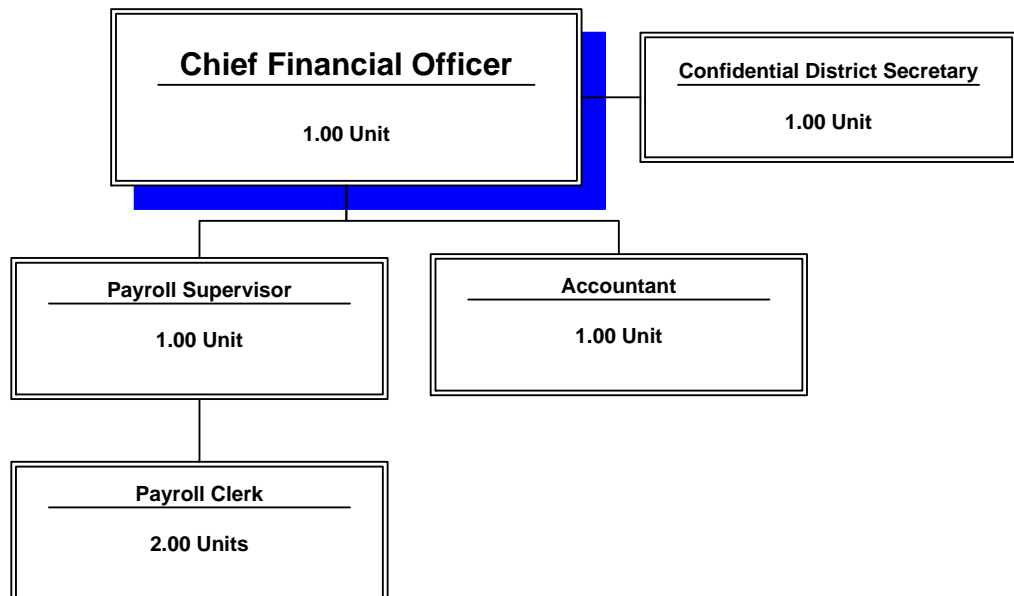 Chief Financial Officer
1.00 Unit
Confidential District Secretary
1.00 Unit
Payroll Supervisor
1.00 Unit
Accountant
1.00 Unit
Payroll Clerk
2.00 Units